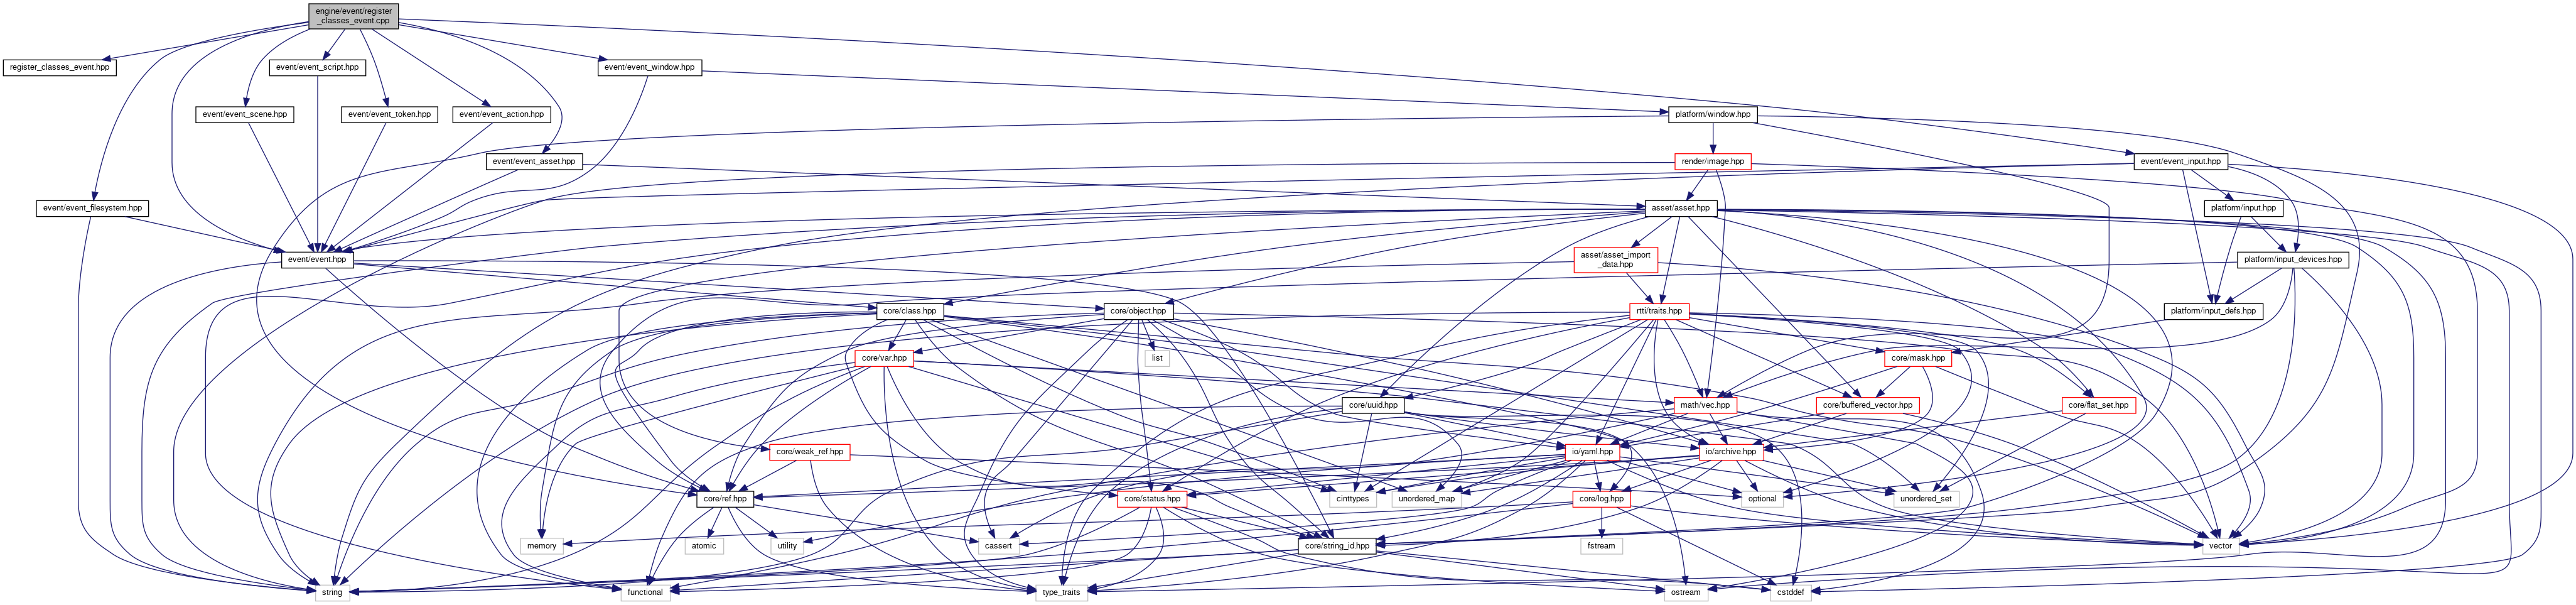 engine/event/register
_classes_event.cpp
register_classes_event.hpp
event/event_script.hpp
event/event_window.hpp
event/event_scene.hpp
event/event_token.hpp
event/event_action.hpp
platform/window.hpp
event/event_asset.hpp
render/image.hpp
event/event_input.hpp
event/event_filesystem.hpp
asset/asset.hpp
platform/input.hpp
event/event.hpp
asset/asset_import
_data.hpp
platform/input_devices.hpp
core/class.hpp
core/object.hpp
rtti/traits.hpp
platform/input_defs.hpp
core/var.hpp
list
core/mask.hpp
core/uuid.hpp
math/vec.hpp
core/buffered_vector.hpp
core/flat_set.hpp
core/weak_ref.hpp
io/yaml.hpp
io/archive.hpp
core/ref.hpp
core/status.hpp
cinttypes
unordered_map
core/log.hpp
optional
unordered_set
memory
atomic
utility
cassert
core/string_id.hpp
fstream
vector
string
functional
type_traits
ostream
cstddef